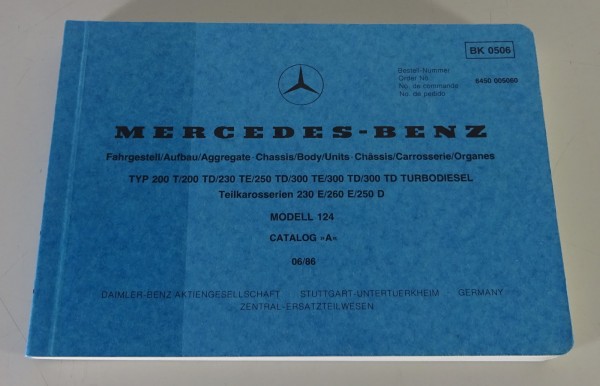 BK 0506
Bestell-Nummer
Order No.
No. de commande
No. de pedido
6450 005060
MERCEDES-BENZ
Fahrgestell/Aufbau/Aggregate - Chassis/Body/Units - Châssis/Carrosserie/Organes
TYP 200 T/200 TD/230 TE/250 TD/300 TE/300 TD/300 TD TURBODIESEL
Teilkarosserien 230 E/260 E/250 D
MODELL 124
CATALOG »A«
06/86
DAIMLER-BENZ AKTIENGESELLSCHAFT STUTTGART-UNTERTUERKHEIM GERMANY
ZENTRAL-ERSATZTEILWESEN